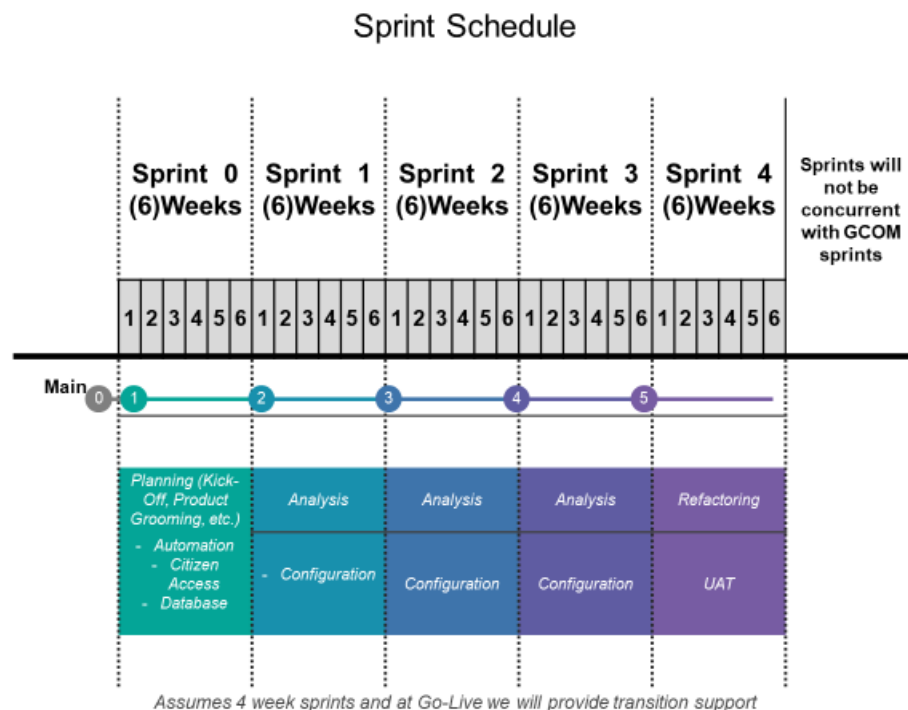 Sprint Schedule
Sprint 0
(6)Weeks
Sprint 1
(6)Weeks
Sprint 2
(6)Weeks
Sprint 3
(6)Weeks
Sprint 4
(6)Weeks
Sprints will
not be
concurrent
with GCOM
sprints
1 2 3 4 5 6 1 2 3 4 5 6 1 2 3 4 5 6 1 2 3 4 5 6 1 2 3 4 5 6
Main
0 1 2 3 4 5
Planning (Kick-
Off, Product
Grooming, etc.)
- Automation
- Citizen
Access
- Database
Analysis
- Configuration
Analysis
Configuration
Analysis
Configuration
Refactoring
UAT
Assumes 4 week sprints and at Go-Live we will provide transition support